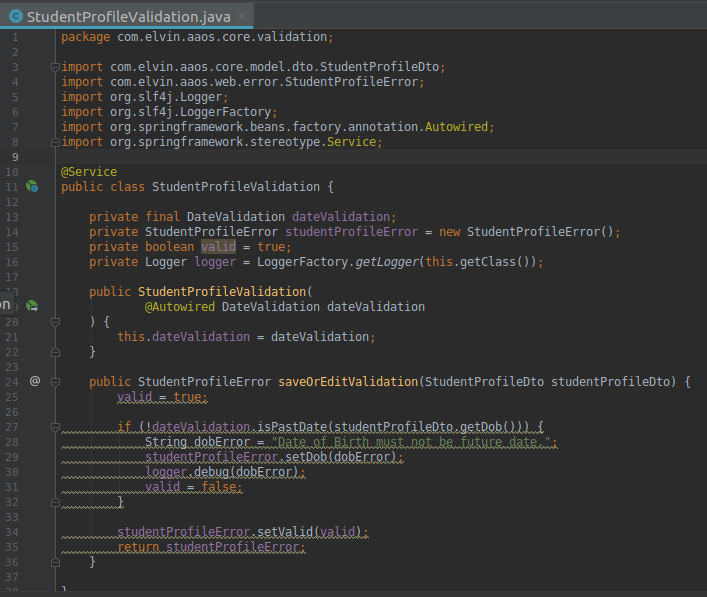 StudentProfileValidation.java
1 package com.elvin.aaos.core.validation;
2
3 import com.elvin.aaos.core.model.dto.StudentProfileDto;
4 import com.elvin.aaos.web.error.StudentProfileError;
5 import org.slf4j.Logger;
6 import org.slf4j.LoggerFactory;
7 import org.springframework.beans.factory.annotation.Autowired;
8 import org.springframework.stereotype.Service;
9
10 @Service
11 public class StudentProfileValidation {
12
13 private final DateValidation dateValidation;
14 private StudentProfileError studentProfileError = new StudentProfileError();
15 private boolean valid = true;
16 private Logger logger = LoggerFactory.getLogger(this.getClass());
17
18 public StudentProfileValidation(
on @Autowired DateValidation dateValidation
20 ) {
21 this.dateValidation = dateValidation;
22 }
23
24 @ public StudentProfileError saveOrEditValidation(StudentProfileDto studentProfileDto) {
25 valid = true;
26
27 if (!dateValidation.isPastDate(studentProfileDto.getDob())) {
28 String dobError = "Date of Birth must not be future date.";
29 studentProfileError.setDob(dobError);
30 logger.debug(dobError);
31 valid = false;
32 }
33
34 studentProfileError.setValid(valid);
35 return studentProfileError;
36 }
37
38 }